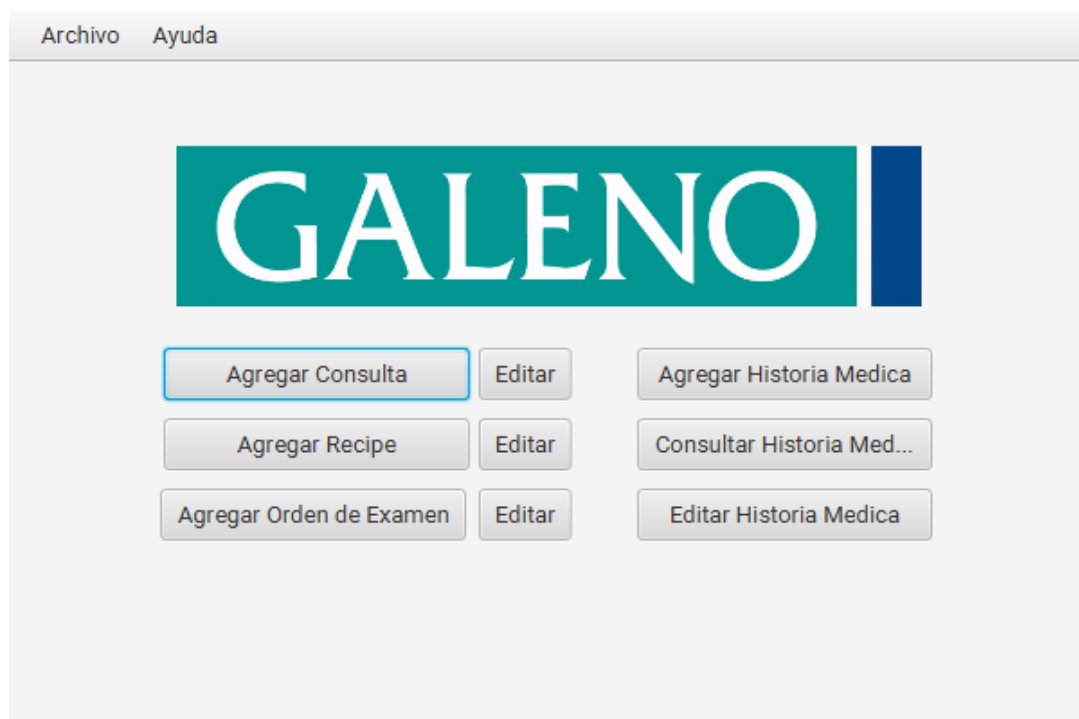 Archivo Ayuda
GALENO
Agregar Consulta Editar Agregar Historia Medica
Agregar Recipe Editar Consultar Historia Med...
Agregar Orden de Examen Editar Editar Historia Medica